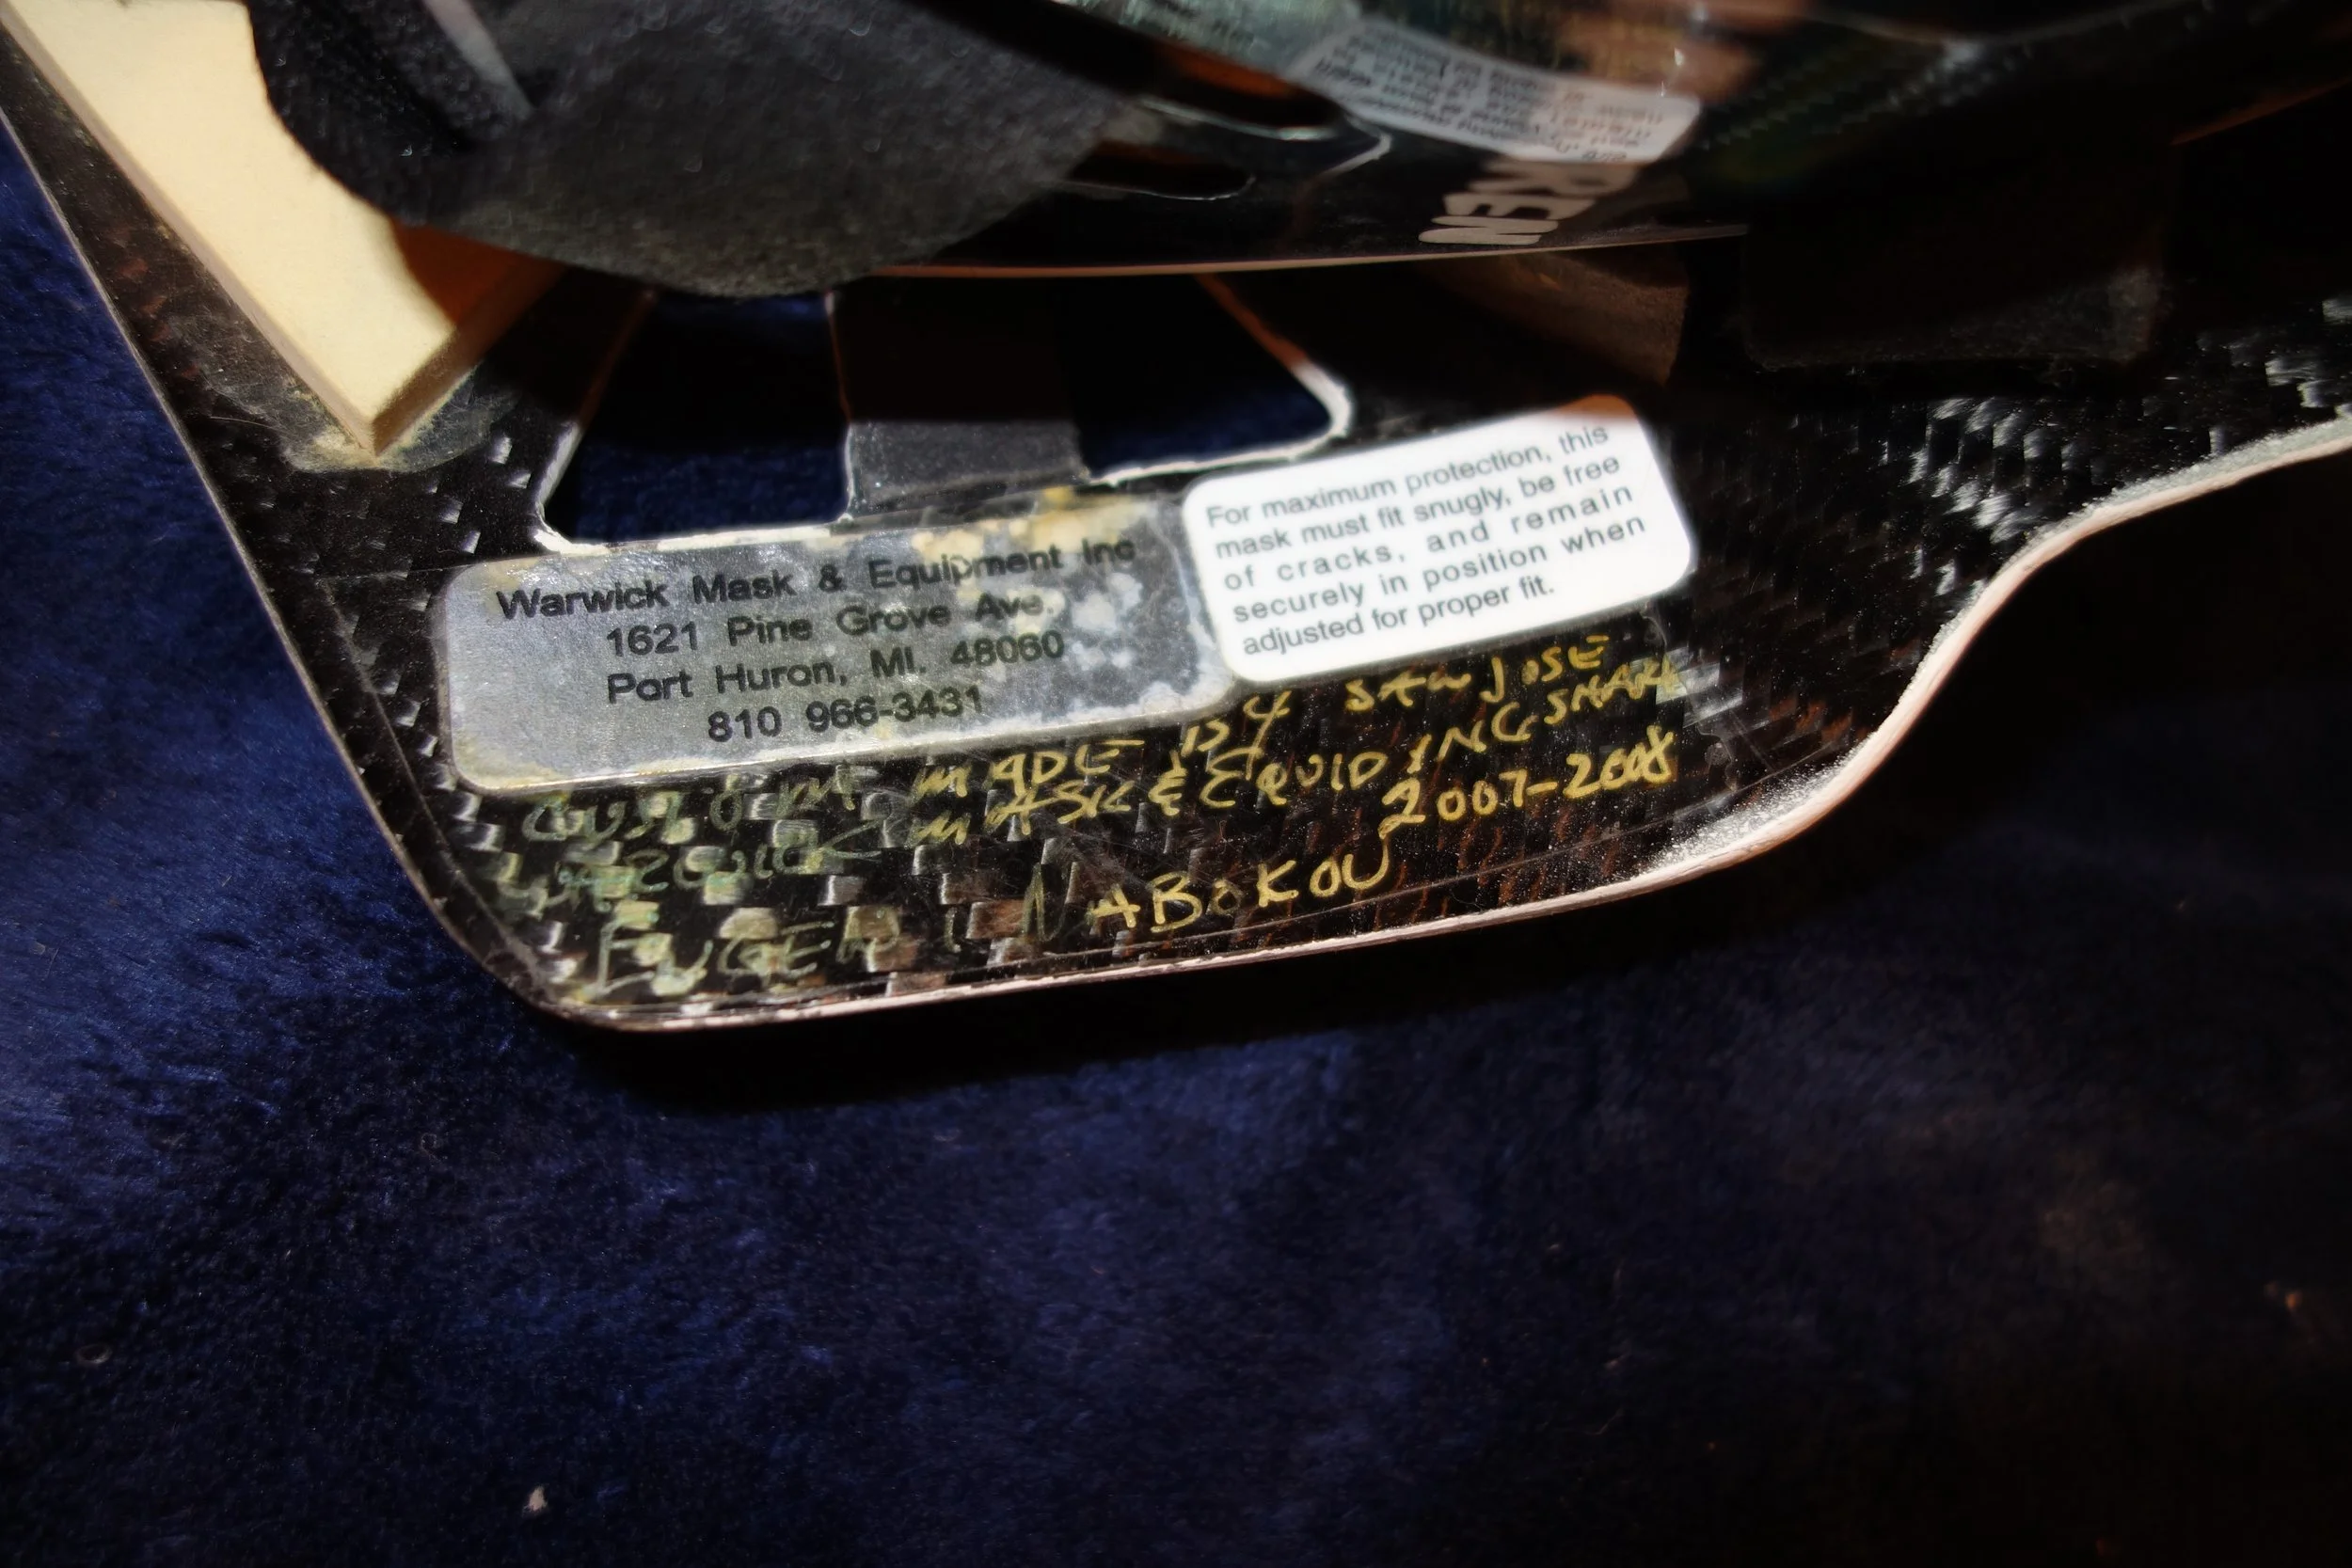 Warwick Mask & Equipment Inc
1621 Pine Grove Ave.
Port Huron, MI. 48060
810 966-3431
For maximum protection, this
mask must fit snugly, be free
of cracks, and remain
securely in position when
adjusted for proper fit.
MADE BY SAN JOSE
MASK & SHARK
2007-2008
NABOKOV